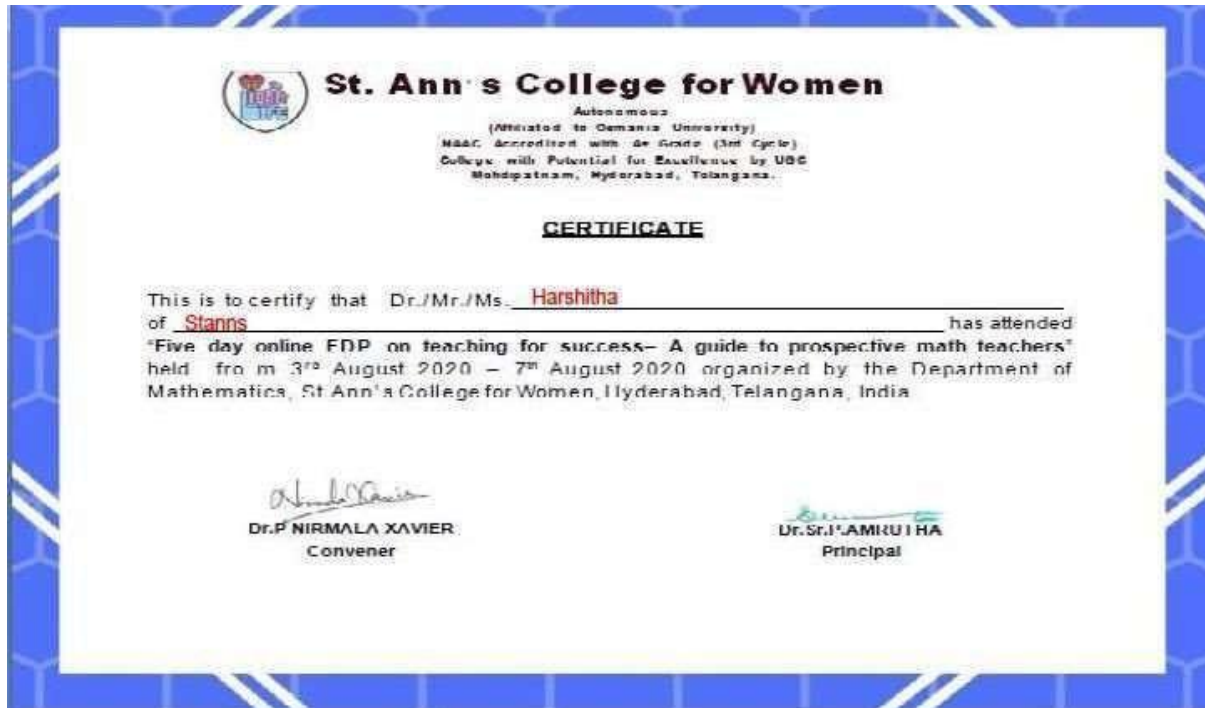 St. Ann's College for Women
Autonomous
(Affiliated to Osmania University)
NAAC Accredited with A+ Grade (3rd Cycle)
College with Potential for Excellence by UGC
Mehdipatnam, Hyderabad, Telangana.
CERTIFICATE
This is to certify that Dr./Mr./Ms. Harshitha
of Stanns has attended
"Five day online FDP on teaching for success– A guide to prospective math teachers"
held fro m 3rd August 2020 – 7th August 2020 organized by the Department of
Mathematics, St Ann's College for Women, Hyderabad, Telangana, India
Dr.P NIRMALA XAVIER
Convener
Dr.Sr.P.AMRUTHA
Principal